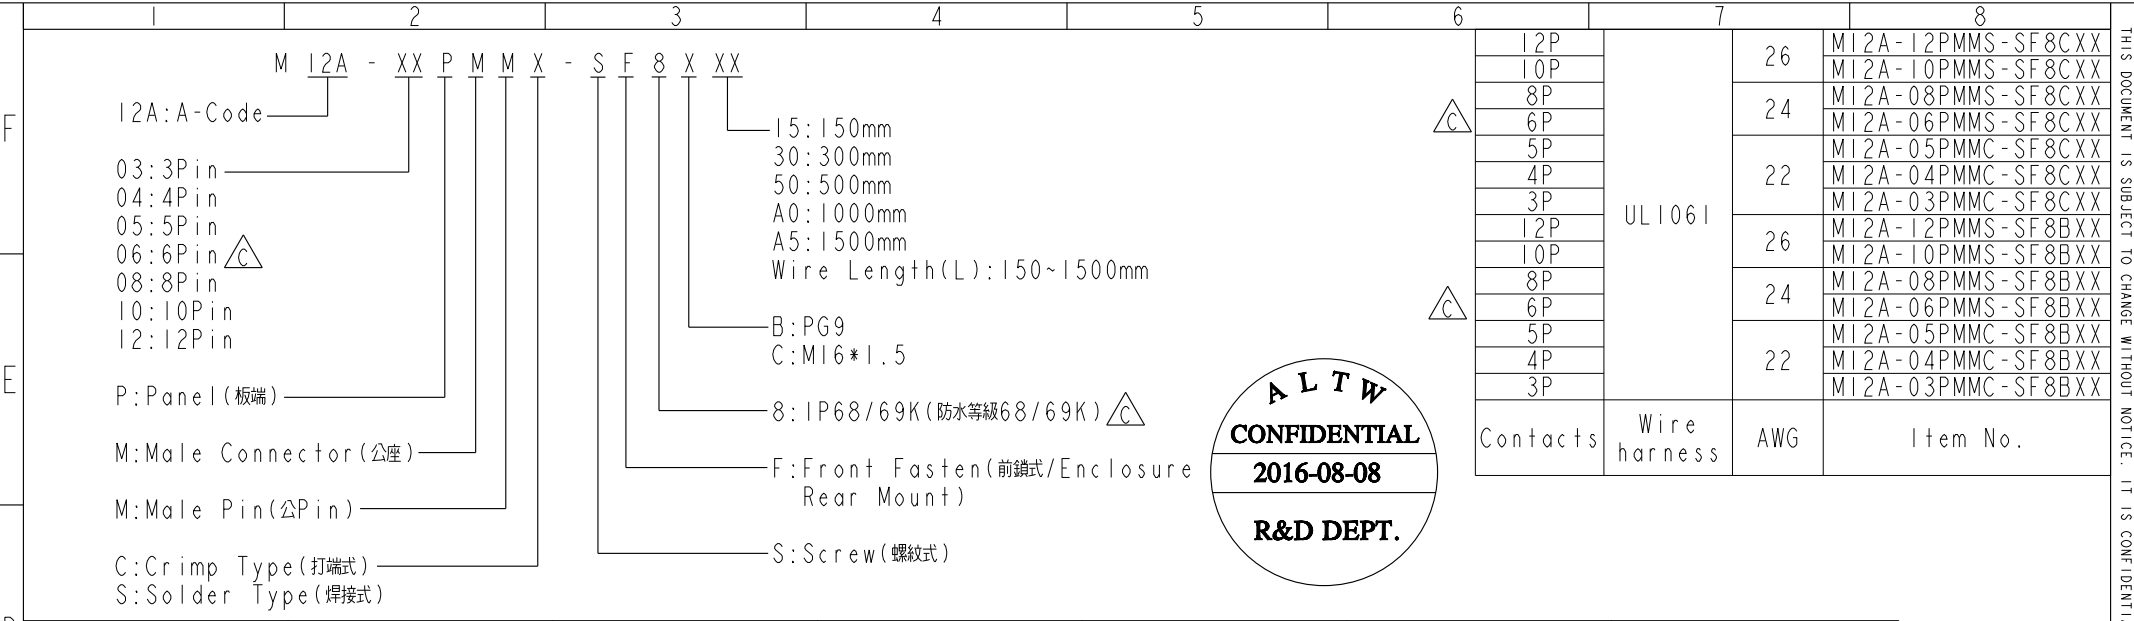 1 2 3 4 5 6 7 8
F
E
M 12A - XX P M M X - S F 8 X XX
12A:A-Code
03:3Pin
04:4Pin
05:5Pin
06:6Pin C
08:8Pin
10:10Pin
12:12Pin
P:Panel(板端)
M:Male Connector(公座)
M:Male Pin(公Pin)
C:Crimp Type(打端式)
S:Solder Type(焊接式)
15:150mm
30:300mm
50:500mm
A0:1000mm
A5:1500mm
Wire Length(L):150~1500mm
B:PG9
C:M16*1.5
8:IP68/69K(防水等級68/69K) C
F:Front Fasten(前鎖式/Enclosure
Rear Mount)
S:Screw(螺紋式)
ALTW
CONFIDENTIAL
2016-08-08
R&D DEPT.
12P UL1061 26 M12A-12PMMS-SF8CXX
10P M12A-10PMMS-SF8CXX
8P 24 M12A-08PMMS-SF8CXX
C 6P M12A-06PMMS-SF8CXX
5P 22 M12A-05PMMC-SF8CXX
4P M12A-04PMMC-SF8CXX
3P M12A-03PMMC-SF8CXX
12P 26 M12A-12PMMS-SF8BXX
10P M12A-10PMMS-SF8BXX
8P 24 M12A-08PMMS-SF8BXX
C 6P M12A-06PMMS-SF8BXX
5P 22 M12A-05PMMC-SF8BXX
4P M12A-04PMMC-SF8BXX
3P M12A-03PMMC-SF8BXX
Contacts Wire harness AWG Item No.
THIS DOCUMENT IS SUBJECT TO CHANGE WITHOUT NOTICE. IT IS